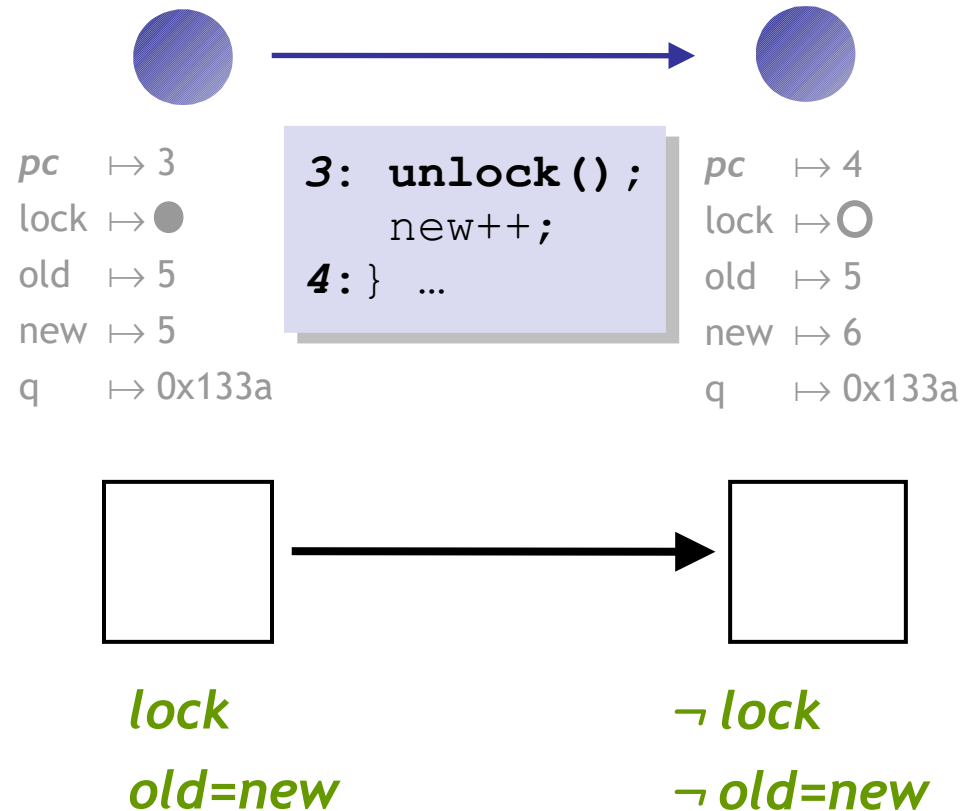 pc ↦ 3
lock ↦ ●
old ↦ 5
new ↦ 5
q ↦ 0x133a
3: unlock();
new++;
4:} …
pc ↦ 4
lock ↦ ○
old ↦ 5
new ↦ 6
q ↦ 0x133a
lock
old=new
¬ lock
¬ old=new